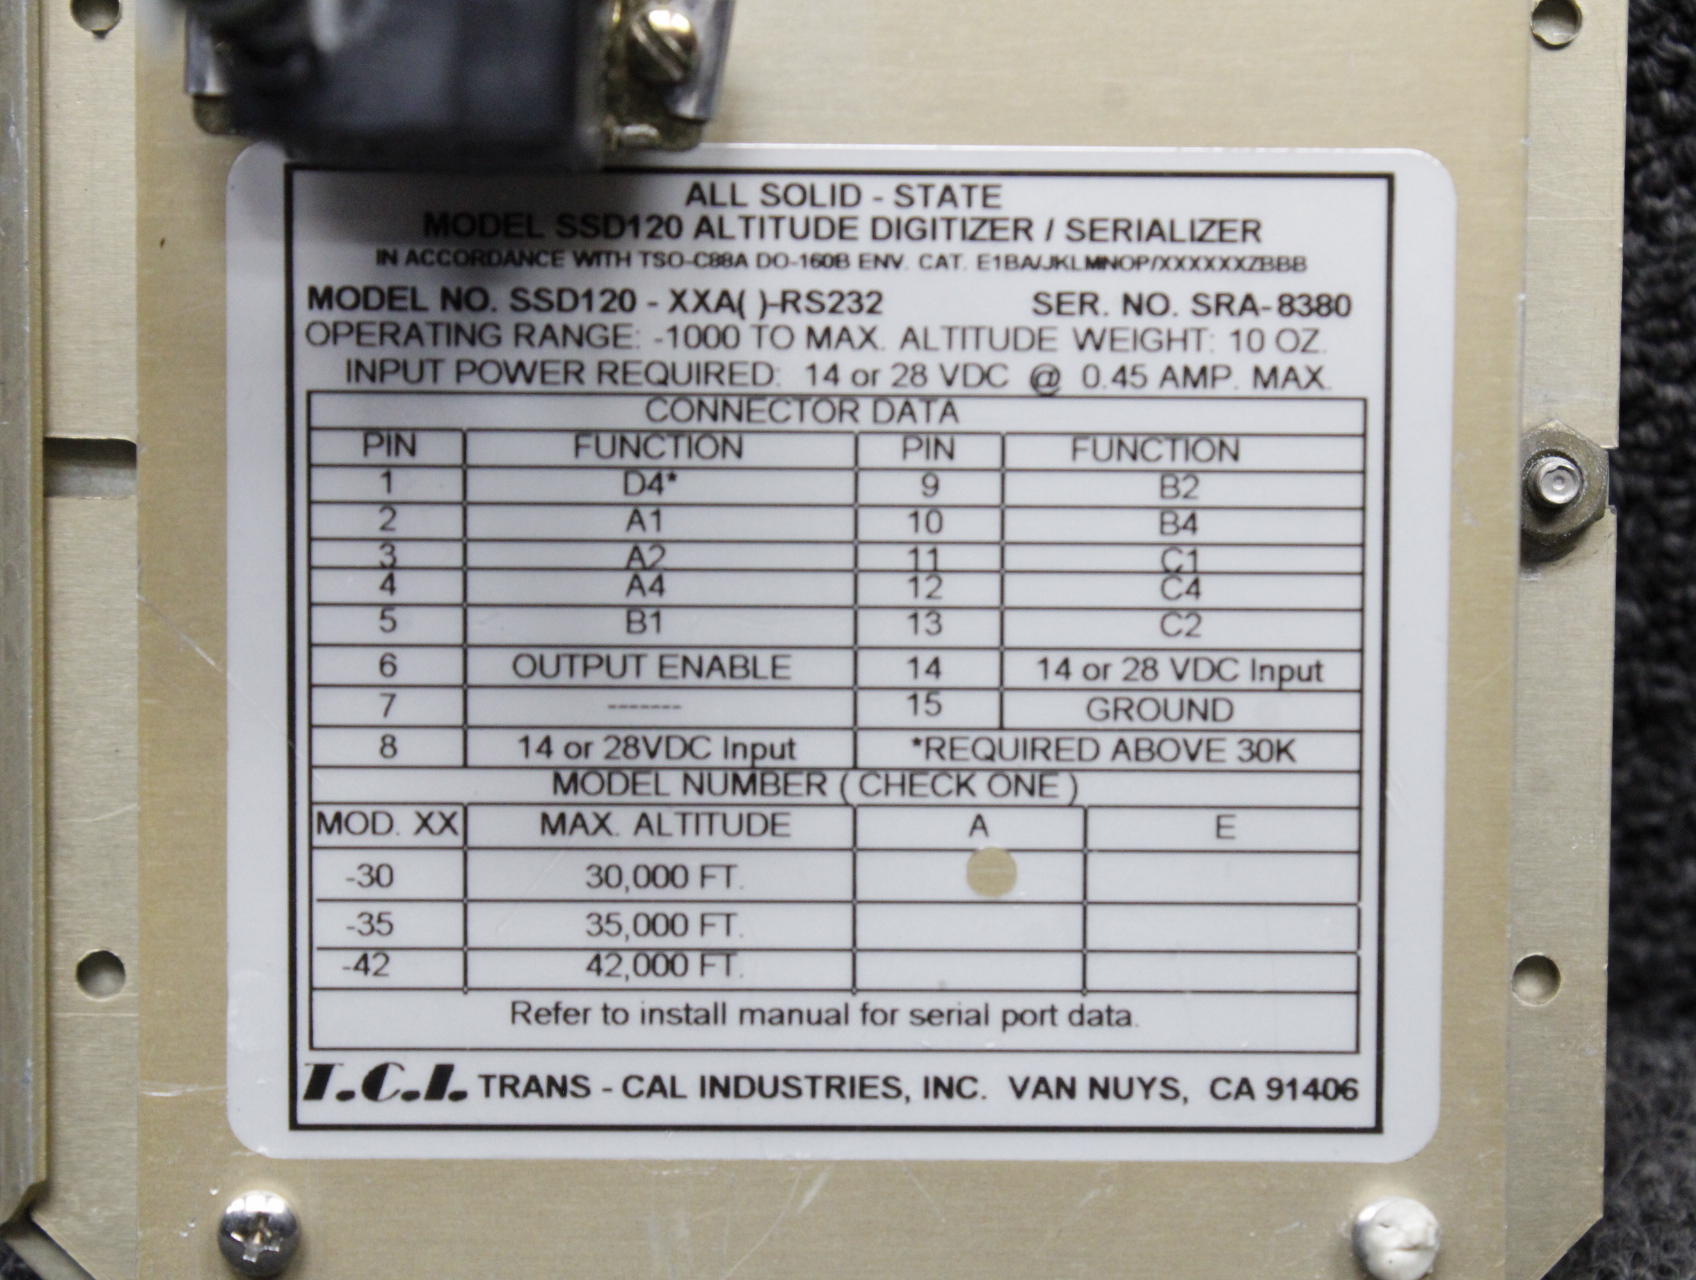 ALL SOLID - STATE
MODEL SSD120 ALTITUDE DIGITIZER / SERIALIZER
IN ACCORDANCE WITH TSO-C88A DO-160B ENV. CAT. E1BA/JKLMNOP/XXXXXXZBBB
MODEL NO. SSD120 - XXA( )-RS232 SER. NO. SRA-8380
OPERATING RANGE: -1000 TO MAX. ALTITUDE WEIGHT: 10 OZ.
INPUT POWER REQUIRED: 14 or 28 VDC @ 0.45 AMP. MAX.
CONNECTOR DATA
PIN FUNCTION PIN FUNCTION
1 D4* 9 B2
2 A1 10 B4
3 A2 11 C1
4 A4 12 C4
5 B1 13 C2
6 OUTPUT ENABLE 14 14 or 28 VDC Input
7 ------- 15 GROUND
8 14 or 28VDC Input *REQUIRED ABOVE 30K
MODEL NUMBER ( CHECK ONE )
MOD. XX MAX. ALTITUDE A E
-30 30,000 FT.
-35 35,000 FT.
-42 42,000 FT.
Refer to install manual for serial port data.
T.C.I. TRANS - CAL INDUSTRIES, INC. VAN NUYS, CA 91406